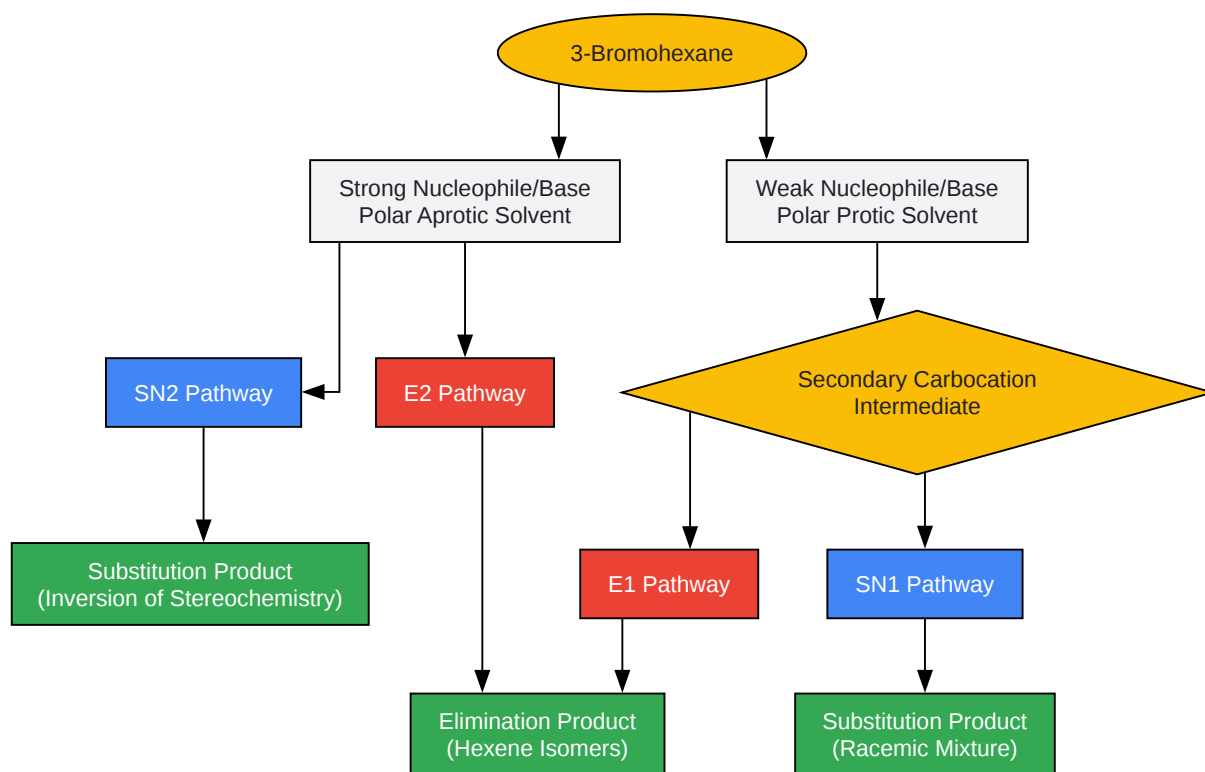 3-Bromohexane
Strong Nucleophile/Base
Polar Aprotic Solvent
Weak Nucleophile/Base
Polar Protic Solvent
SN2 Pathway
E2 Pathway
Secondary Carbocation
Intermediate
Substitution Product
(Inversion of Stereochemistry)
E1 Pathway
SN1 Pathway
Elimination Product
(Hexene Isomers)
Substitution Product
(Racemic Mixture)